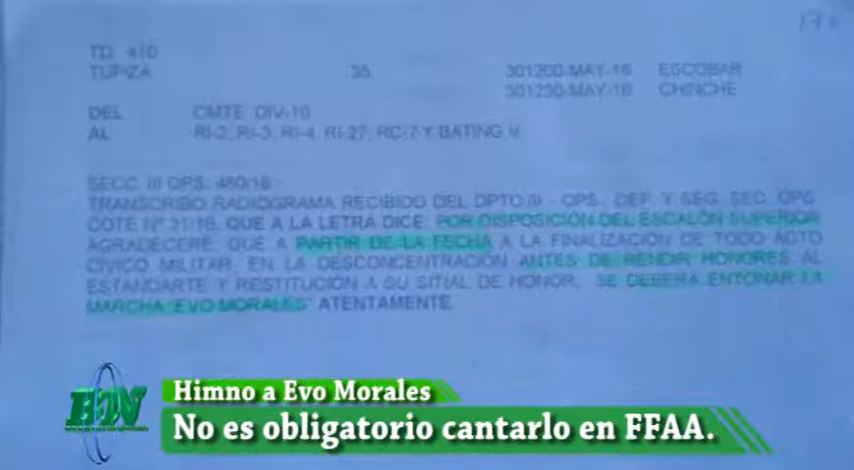 TD 410
TUPIZA 35 301200-MAY-16 ESCOBAR
301230-MAY-16 CHINCHE
DEL CMTE. DIV-10
AL RI-2, RI-3, RI-4, RI-27, RC-7 Y BATING V
SECC. III OPS. 480/16.-
TRANSCRIBO RADIOGRAMA RECIBIDO DEL DPTO III - OPS. DEF. Y SEG. SEC. OPS
COTE Nº 31/16. QUE A LA LETRA DICE: POR DISPOSICIÓN DEL ESCALÓN SUPERIOR
AGRADECERÉ, QUE A PARTIR DE LA FECHA A LA FINALIZACIÓN DE TODO ACTO
CÍVICO MILITAR, EN LA DESCONCENTRACIÓN ANTES DE RENDIR HONORES AL
ESTANDARTE Y RESTITUCIÓN A SU SITIAL DE HONOR, SE DEBERA ENTONAR LA
MARCHA "EVO MORALES" ATENTAMENTE.
Himno a Evo Morales
No es obligatorio cantarlo en FFAA.